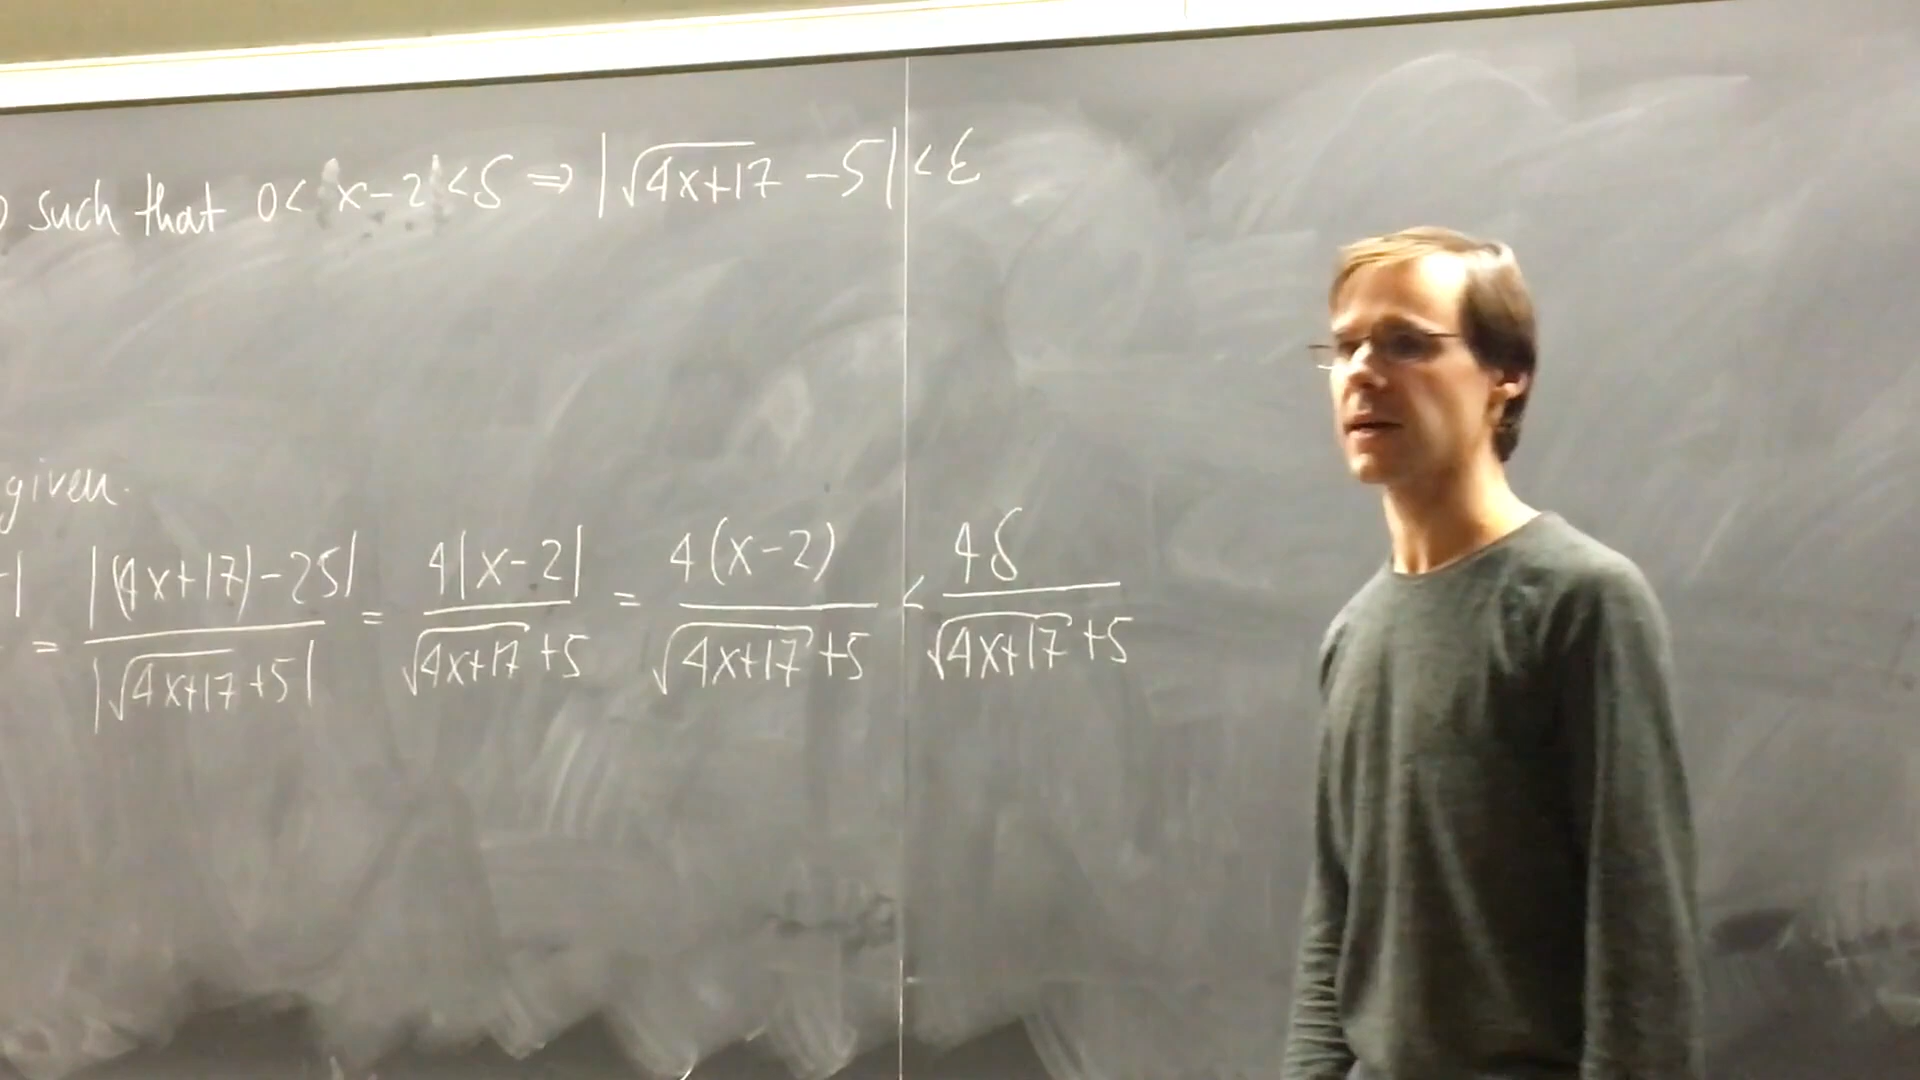 ) such that 0 < x-2 < δ ⇒ |√(4x+17) - 5| < ε
given.
-| = |(4x+17)-25| / |√(4x+17) +5| = 4|x-2| / √(4x+17) +5 = 4(x-2) / √(4x+17) +5 < 4δ / √(4x+17) +5